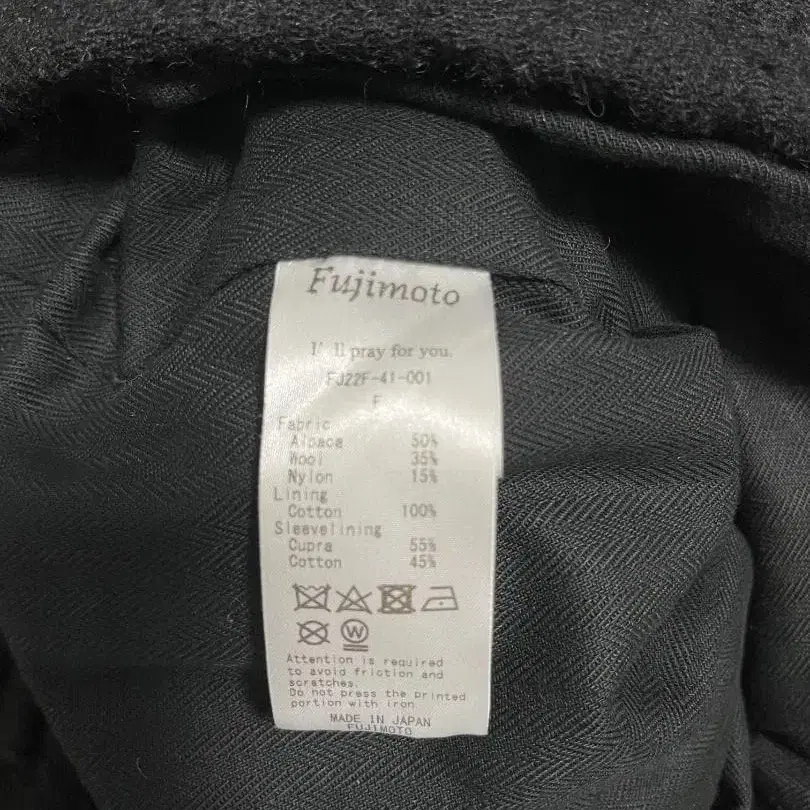 Fujimoto
I' ll pray for you.
FJ22F-41-001
F
Fabric
Alpaca 50%
Wool 35%
Nylon 15%
Lining
Cotton 100%
Sleevelining
Cupra 55%
Cotton 45%
W
Attention is required
to avoid friction and
scratches.
Do not press the printed
portion with iron
MADE IN JAPAN
FUJIMOTO